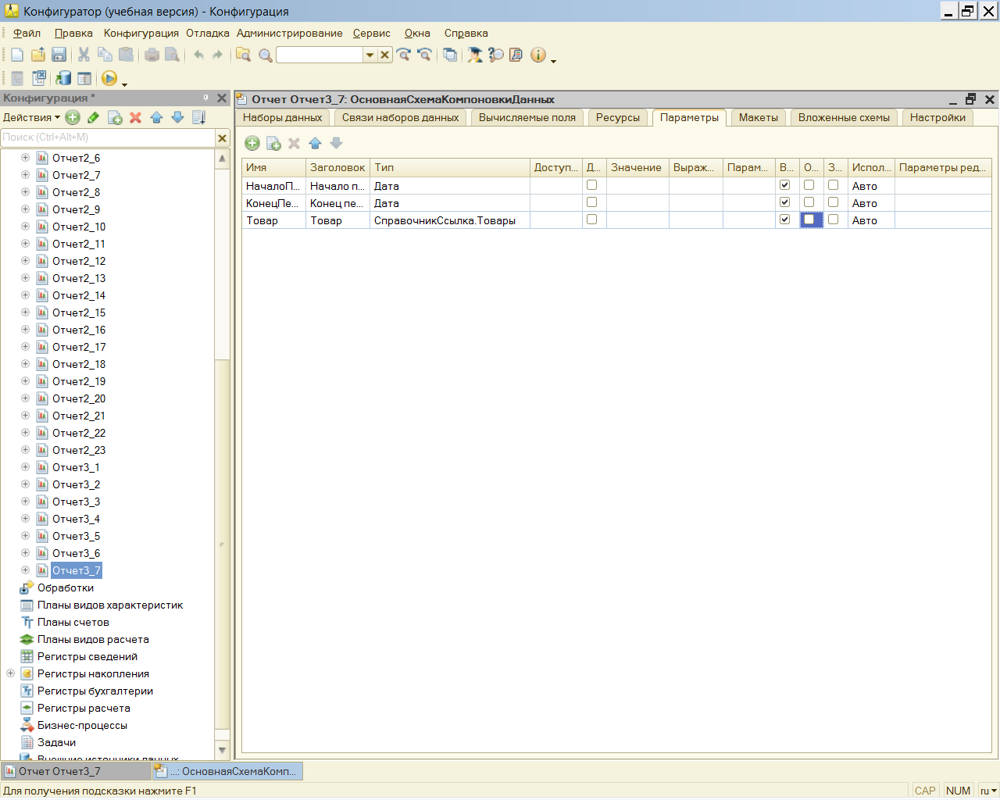 Конфигуратор (учебная версия) - Конфигурация
Файл Правка Конфигурация Отладка Администрирование Сервис Окна Справка
Конфигурация *
Действия
Поиск (Ctrl+Alt+M)
Отчет2_6
Отчет2_7
Отчет2_8
Отчет2_9
Отчет2_10
Отчет2_11
Отчет2_12
Отчет2_13
Отчет2_14
Отчет2_15
Отчет2_16
Отчет2_17
Отчет2_18
Отчет2_19
Отчет2_20
Отчет2_21
Отчет2_22
Отчет2_23
Отчет3_1
Отчет3_2
Отчет3_3
Отчет3_4
Отчет3_5
Отчет3_6
Отчет3_7
Обработки
Планы видов характеристик
Планы счетов
Планы видов расчета
Регистры сведений
Регистры накопления
Регистры бухгалтерии
Регистры расчета
Бизнес-процессы
Задачи
Внешние источники данных
Отчет Отчет3_7: ОсновнаяСхемаКомпоновкиДанных
Наборы данных Связи наборов данных Вычисляемые поля Ресурсы Параметры Макеты Вложенные схемы Настройки
Имя Заголовок Тип Доступ... Д... Значение Выраж... Парам... В... О... З... Испол... Параметры ред...
НачалоП... Начало п... Дата Авто
КонецПе... Конец пе... Дата Авто
Товар Товар СправочникСсылка.Товары Авто
Отчет Отчет3_7 ...: ОсновнаяСхемаКомп...
Для получения подсказки нажмите F1 CAP NUM ru